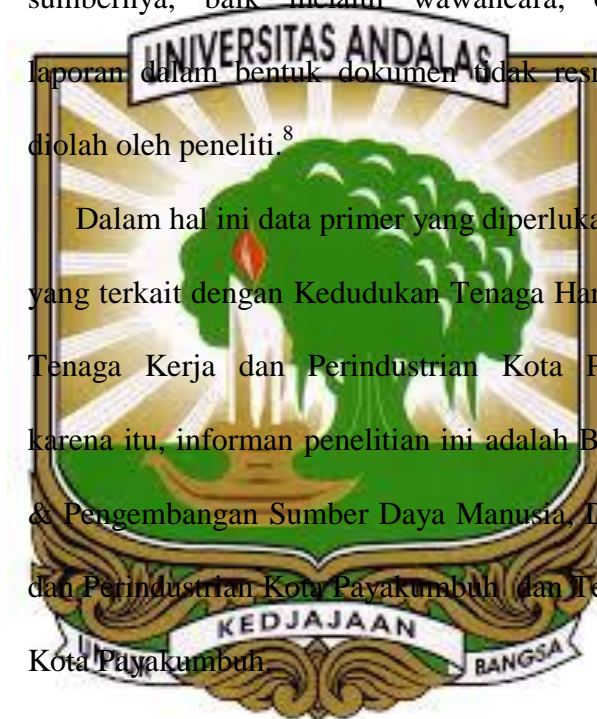 sumbernya, baik melalui wawancara,
UNIVERSITAS ANDALAS
laporan dalam bentuk dokumen tidak resm
diolah oleh peneliti.8
Dalam hal ini data primer yang diperluka
yang terkait dengan Kedudukan Tenaga Har
Tenaga Kerja dan Perindustrian Kota P
karena itu, informan penelitian ini adalah B
& Pengembangan Sumber Daya Manusia, D
dan Perindustrian Kota Payakumbuh dan Te
KEDJAJAAN
UNTUK BANGSA
Kota Payakumbuh.